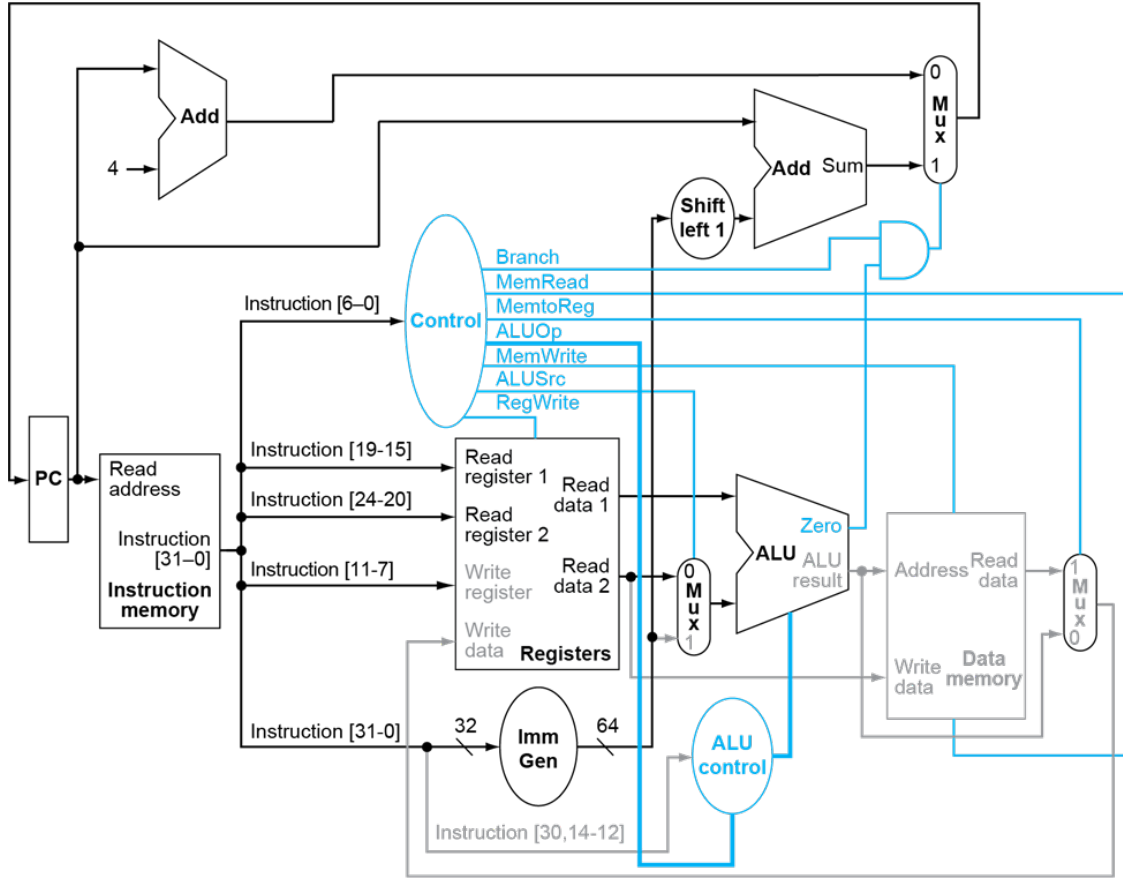 0
M
u
x
1
Add
4
Add Sum
Shift
left 1
Branch
MemRead
MemtoReg
ALUOp
MemWrite
ALUSrc
RegWrite
Control
Instruction [6–0]
PC
Read
address
Instruction
[31–0]
Instruction
memory
Instruction [19-15]
Instruction [24-20]
Instruction [11-7]
Instruction [31-0]
Read
register 1
Read
register 2
Write
register
Write
data
Read
data 1
Read
data 2
Registers
0
M
u
x
1
ALU
Zero
ALU
result
Address
Read
data
Write
data
Data
memory
1
M
u
x
0
32
Imm
Gen
64
ALU
control
Instruction [30,14-12]